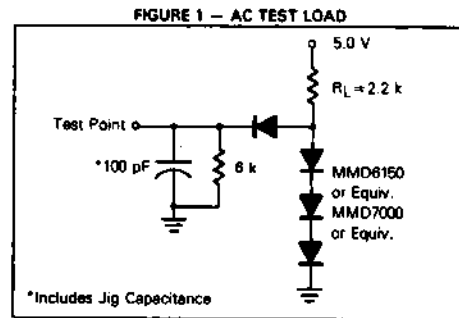 FIGURE 1 — AC TEST LOAD
5.0 V
RL = 2.2 k
Test Point
*100 pF
6 k
MMD6150
or Equiv.
MMD7000
or Equiv.
*Includes Jig Capacitance